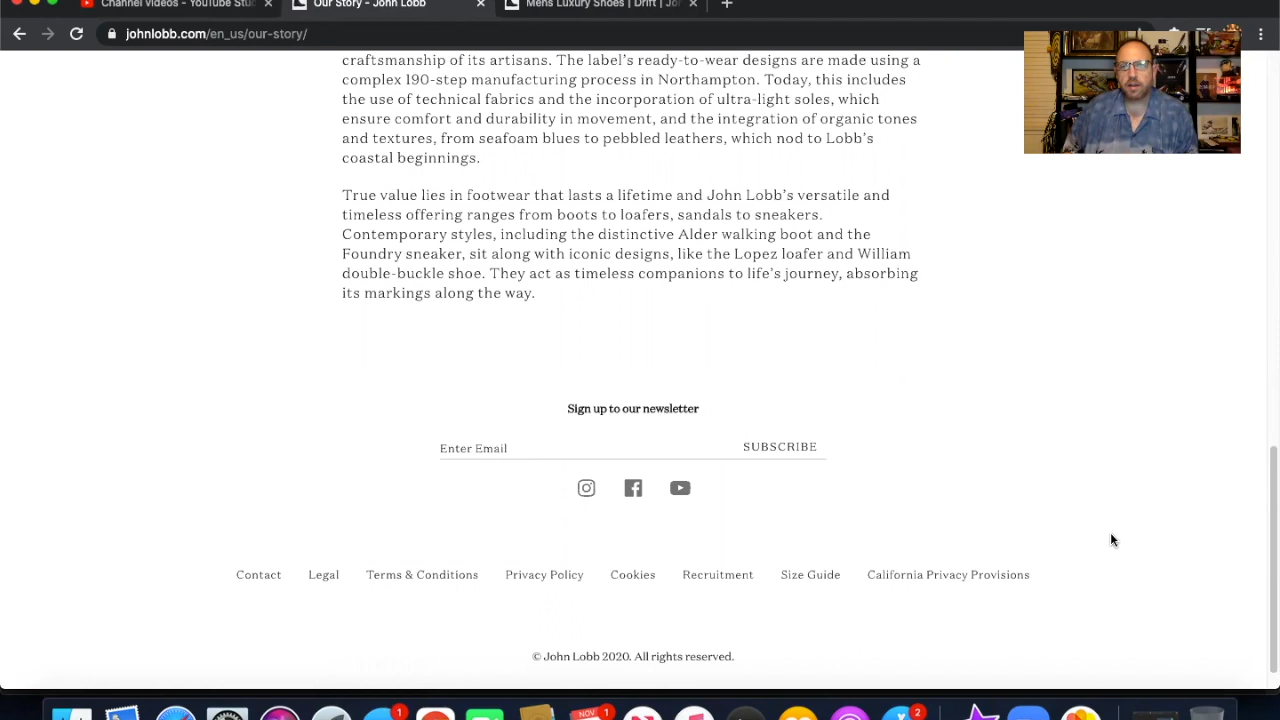 Channel Videos - YouTube Stu
Our Story - John Lobb
Mens Luxury Shoes | Drift | Jo
johnlobb.com/en_us/our-story/
craftsmanship of its artisans. The label's ready-to-wear designs are made using a
complex 190-step manufacturing process in Northampton. Today, this includes
the use of technical fabrics and the incorporation of ultra-light soles, which
ensure comfort and durability in movement, and the integration of organic tones
and textures, from seafoam blues to pebbled leathers, which nod to Lobb's
coastal beginnings.
True value lies in footwear that lasts a lifetime and John Lobb's versatile and
timeless offering ranges from boots to loafers, sandals to sneakers.
Contemporary styles, including the distinctive Alder walking boot and the
Foundry sneaker, sit along with iconic designs, like the Lopez loafer and William
double-buckle shoe. They act as timeless companions to life's journey, absorbing
its markings along the way.
Sign up to our newsletter
Enter Email SUBSCRIBE
Contact Legal Terms & Conditions Privacy Policy Cookies Recruitment Size Guide California Privacy Provisions
© John Lobb 2020. All rights reserved.
1 NOV 1 2